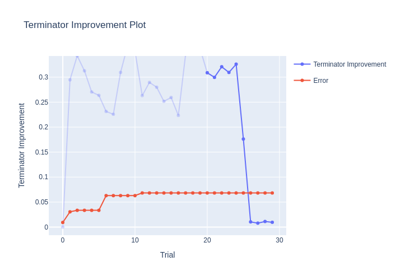 Terminator Improvement Plot
Terminator Improvement
Error
0.3
0.25
0.2
0.15
0.1
0.05
0
Terminator Improvement
0 10 20 30
Trial